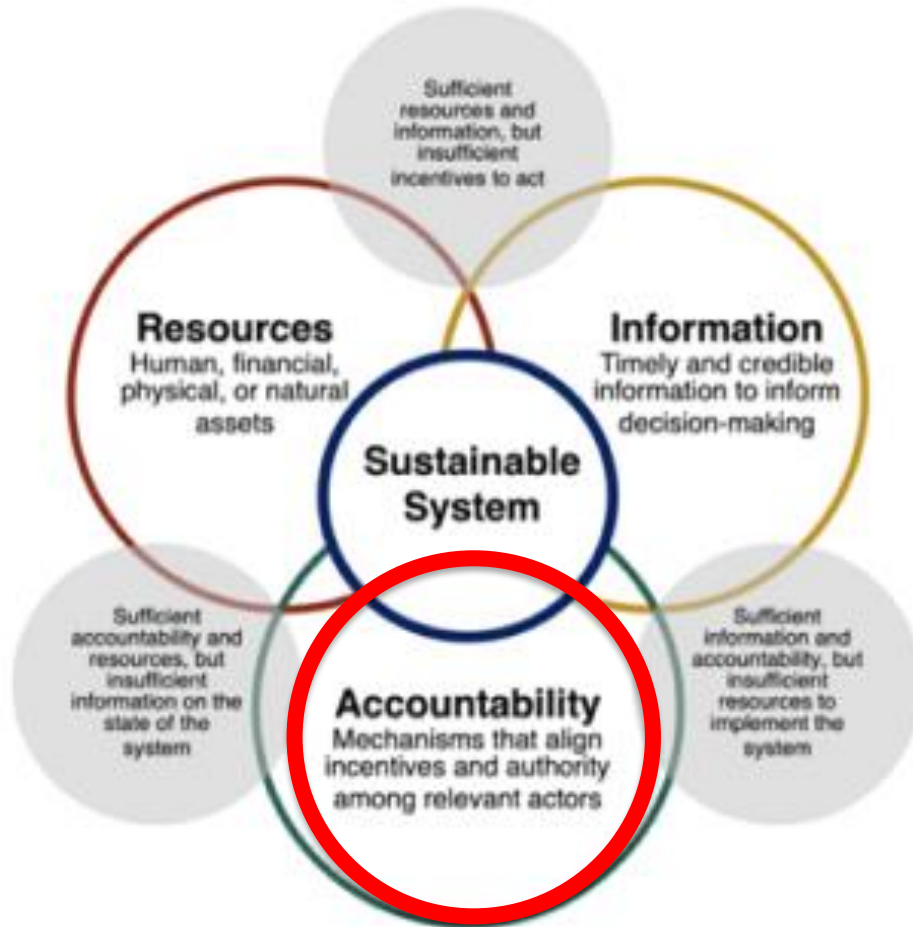 Sufficient
resources and
information, but
insufficient
incentives to act
Resources
Human, financial,
physical, or natural
assets
Information
Timely and credible
information to inform
decision-making
Sustainable
System
Sufficient
accountability and
resources, but
insufficient
information on the
state of the
system
Accountability
Mechanisms that align
incentives and authority
among relevant actors
Sufficient
information and
accountability, but
insufficient
resources to
implement the
system